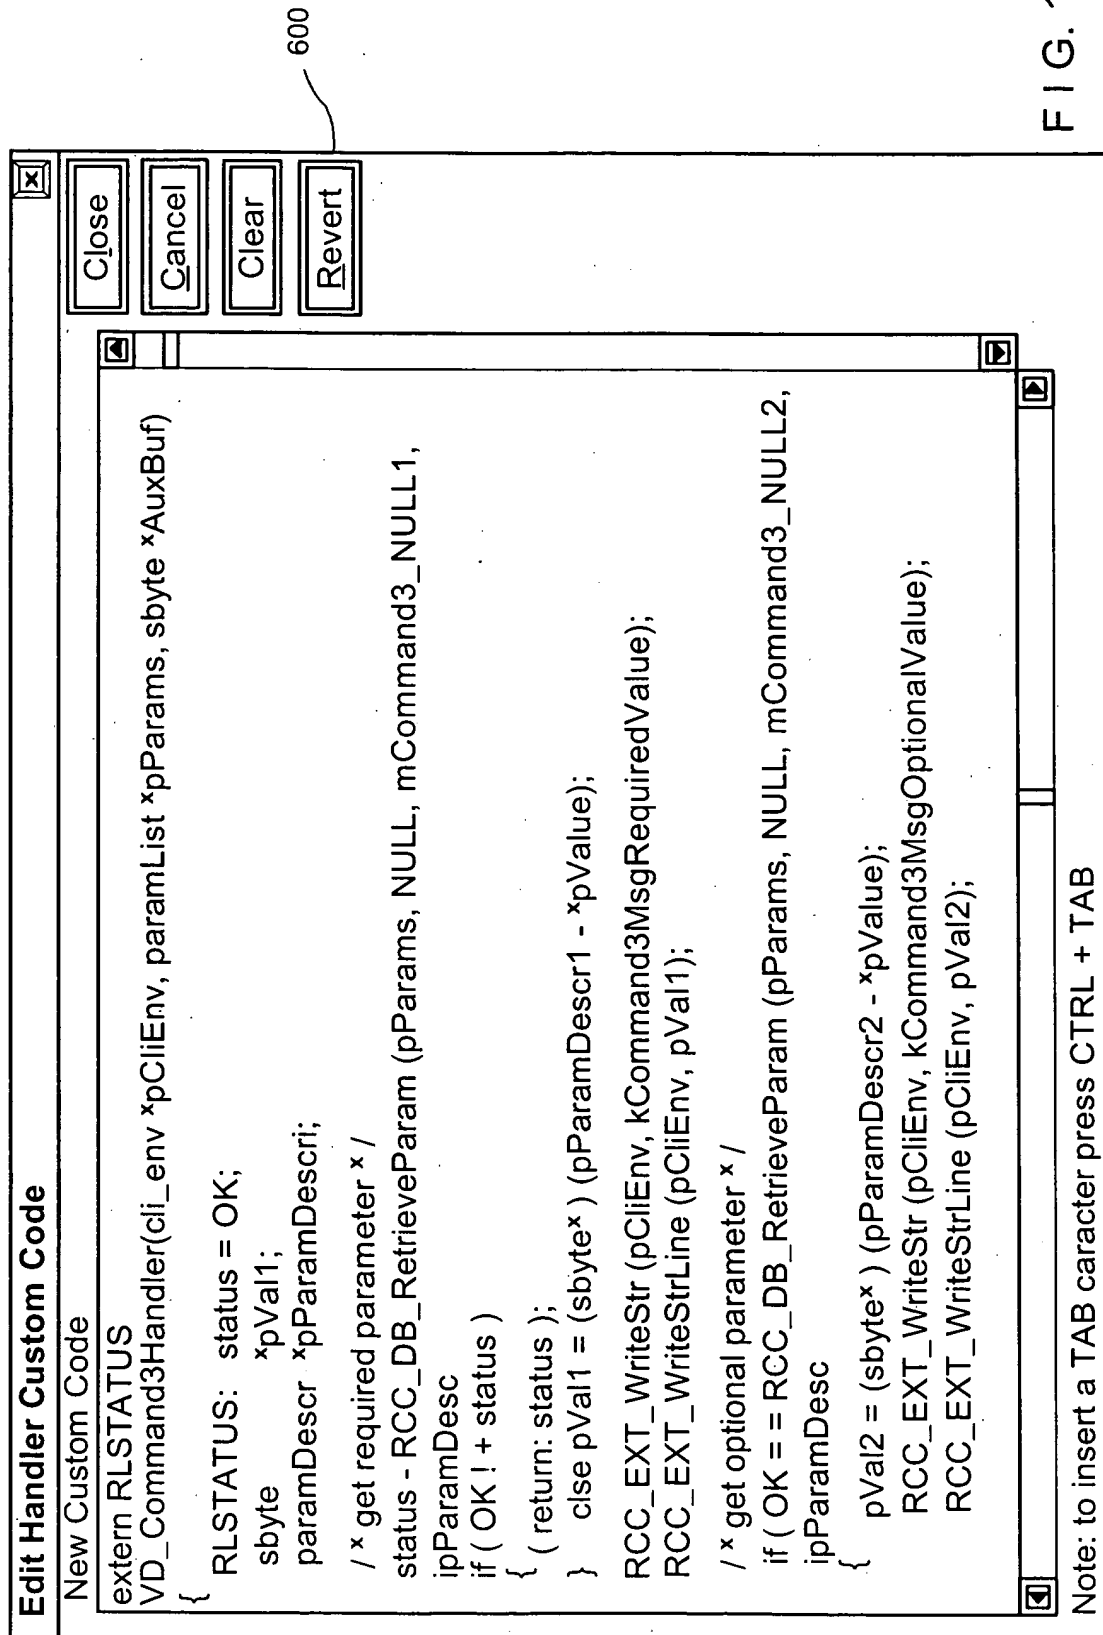 Edit Handler Custom Code
New Custom Code
extern RLSTATUS
VD_Command3Handler(cli_env *pCliEnv, paramList *pParams, sbyte *AuxBuf)
{
RLSTATUS: status = OK;
sbyte *pVal1;
paramDescr *pParamDescri;
/ * get required parameter * /
status - RCC_DB_RetrieveParam (pParams, NULL, mCommand3_NULL1,
ipParamDesc
if ( OK ! + status )
{ ( return: status );
} clse pVal1 = (sbyte* ) (pParamDescr1 - *pValue);
RCC_EXT_WriteStr (pCliEnv, kCommand3MsgRequiredValue);
RCC_EXT_WriteStrLine (pCliEnv, pVal1);
/ * get optional parameter * /
if ( OK = = RCC_DB_RetrieveParam (pParams, NULL, mCommand3_NULL2,
ipParamDesc
{
pVal2 = (sbyte* ) (pParamDescr2 - *pValue);
RCC_EXT_WriteStr (pCliEnv, kCommand3MsgOptionalValue);
RCC_EXT_WriteStrLine (pCliEnv, pVal2);
Note: to insert a TAB caracter press CTRL + TAB
x
Close
Cancel
Clear
Revert
600
FIG.